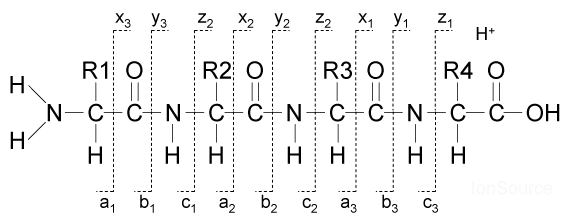 x3 y3 z2 x2 y2 z2 x1 y1 z1
H+
R1 O R2 O R3 O R4 O
H
N C C N C C N C C N C C OH
H
H H H H H H H
a1 b1 c1 a2 b2 c2 a3 b3 c3
IonSource